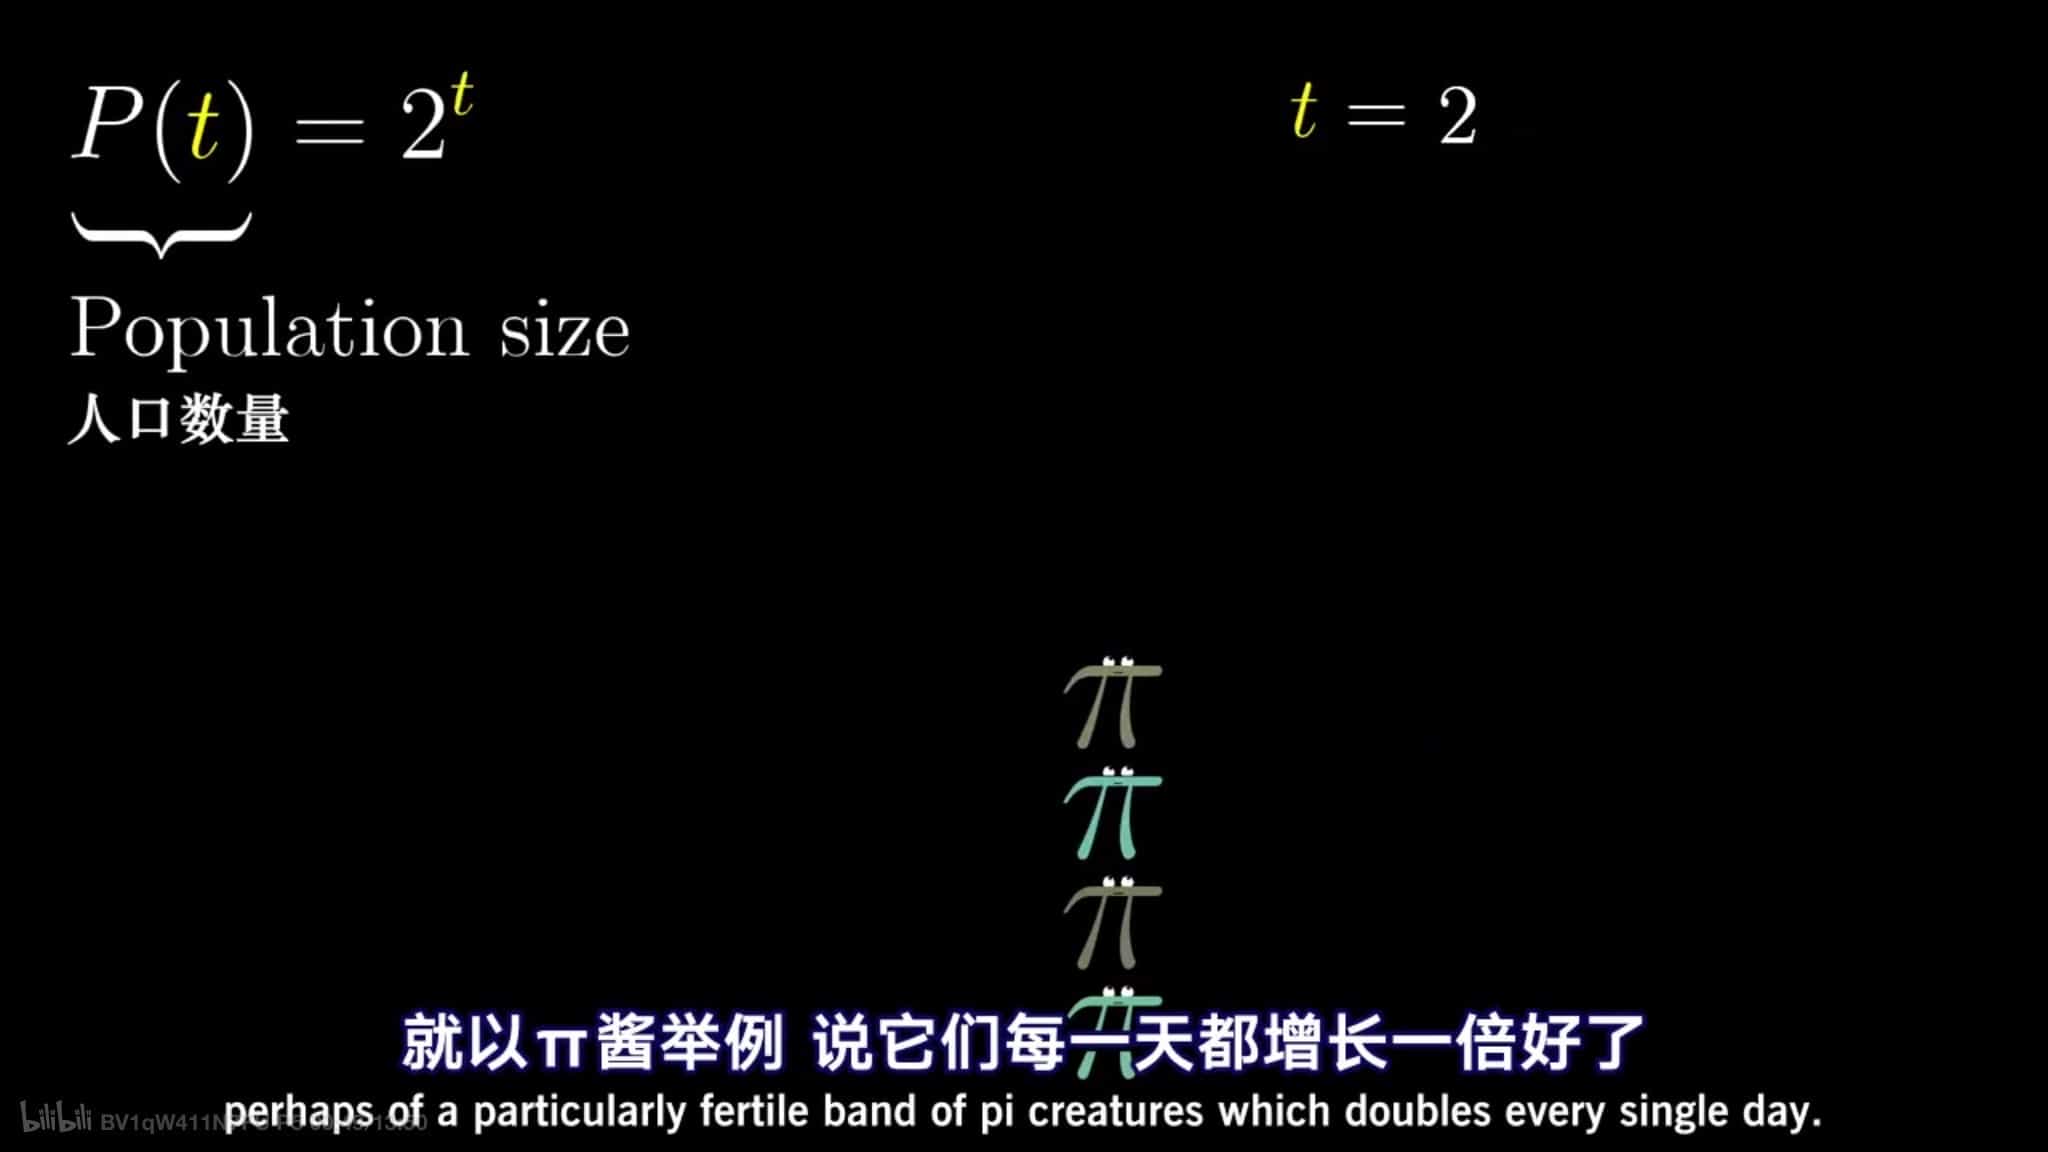 P(t) = 2^t
t = 2
Population size
人口数量
就以π酱举例 说它们每一天都增长一倍好了
perhaps of a particularly fertile band of pi creatures which doubles every single day.
bilibili